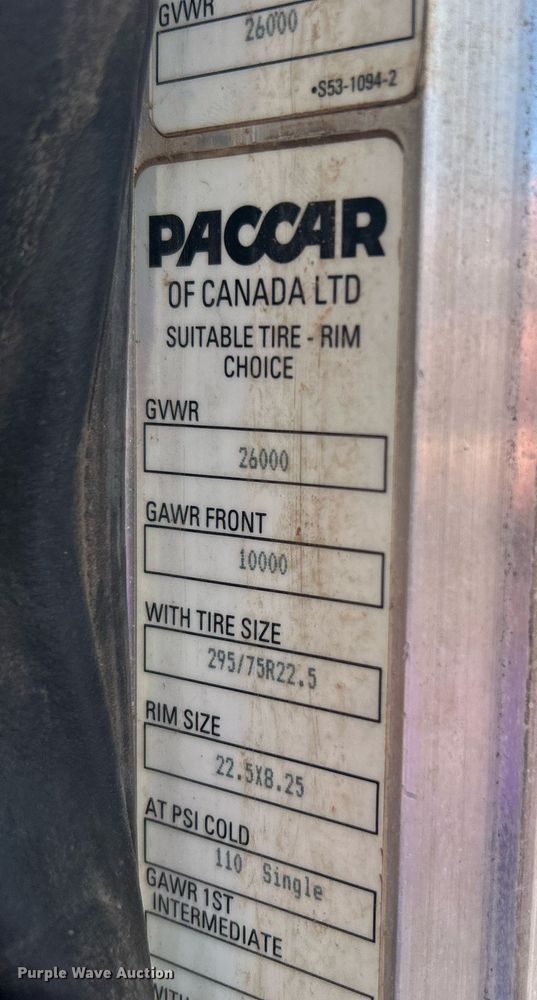 GVWR
26000
•S53-1094-2
PACCAR
OF CANADA LTD
SUITABLE TIRE - RIM
CHOICE
GVWR
26000
GAWR FRONT
10000
WITH TIRE SIZE
295/75R22.5
RIM SIZE
22.5X8.25
AT PSI COLD
110 Single
GAWR 1ST
INTERMEDIATE
WITH
Purple Wave Auction